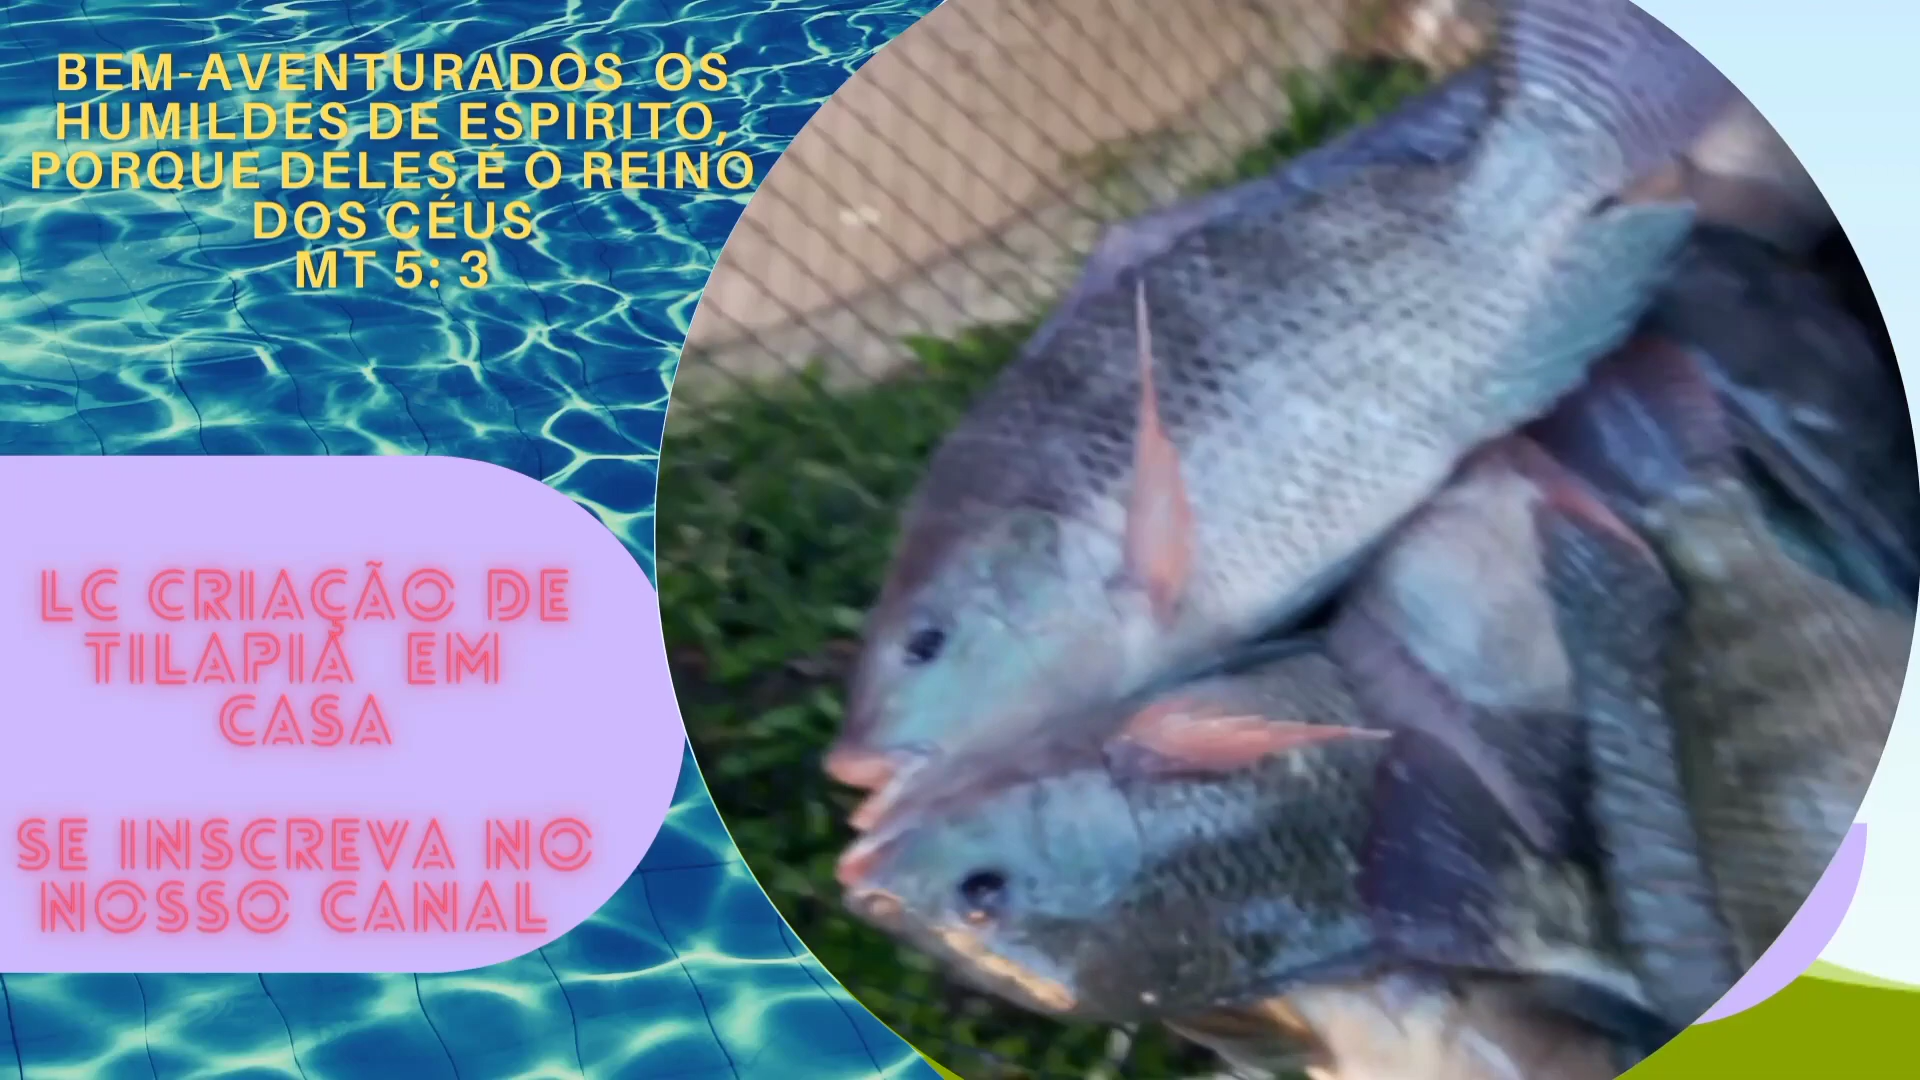 BEM-AVENTURADOS OS
HUMILDES DE ESPIRITO,
PORQUE DELES É O REINO
DOS CÉUS
MT 5: 3
LC CRIAÇÃO DE
TILAPIA EM
CASA
SE INSCREVA NO
NOSSO CANAL